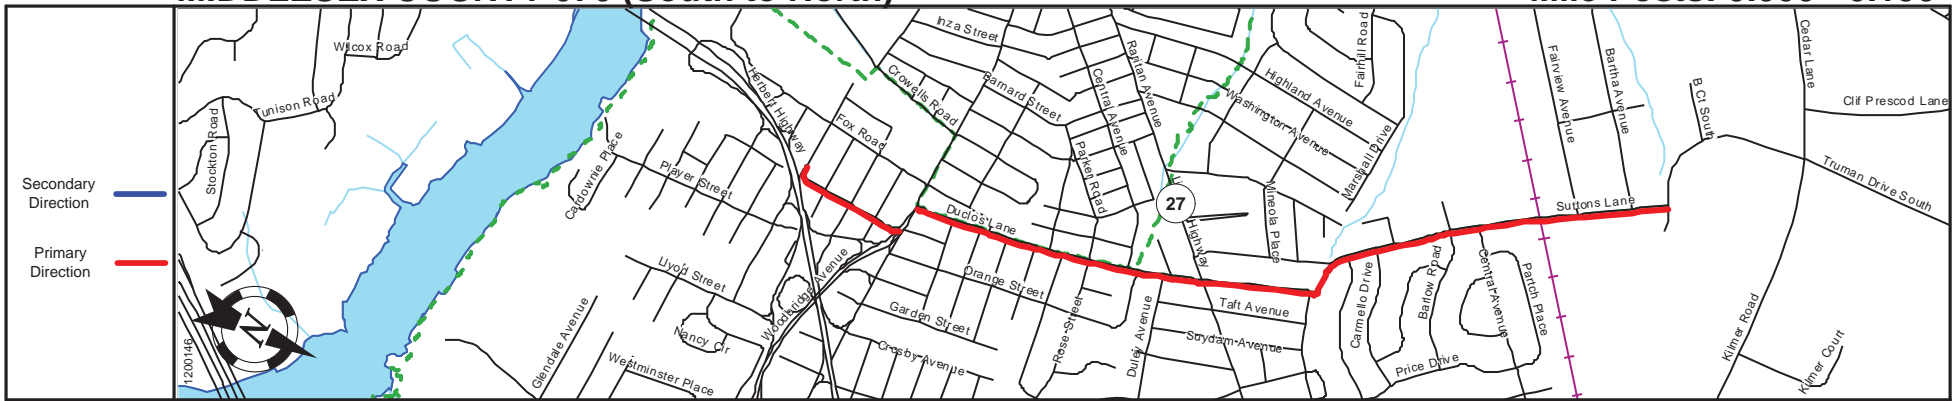 Secondary
Direction
Primary
Direction
Wilcox Road
Tunison Road
Stockton Road
1200146
N
Cardownie Place
Player Street
Herbert Highway
Fox Road
Crowells Road
Inza Street
Barnard Street
Central Avenue
Raritan Avenue
Parker Road
Duclos Lane
Orange Street
Garden Street
Crosby Avenue
Llyod Street
Nancy Cir
Glendale Avenue
Westminster Place
Woodbridge Avenue
Rose Street
Duley Avenue
27
Highway
Mineola Place
Taft Avenue
Suydam Avenue
Highland Avenue
Washington Avenue
Fairhill Road
Marshall Drive
Carmello Drive
Barlow Road
Central Avenue
Partch Place
Price Drive
Suttons Lane
Fairview Avenue
Bartha Avenue
B Ct South
Cedar Lane
Clif Prescod Lane
Truman Drive South
Kilmer Road
Kilmer Court